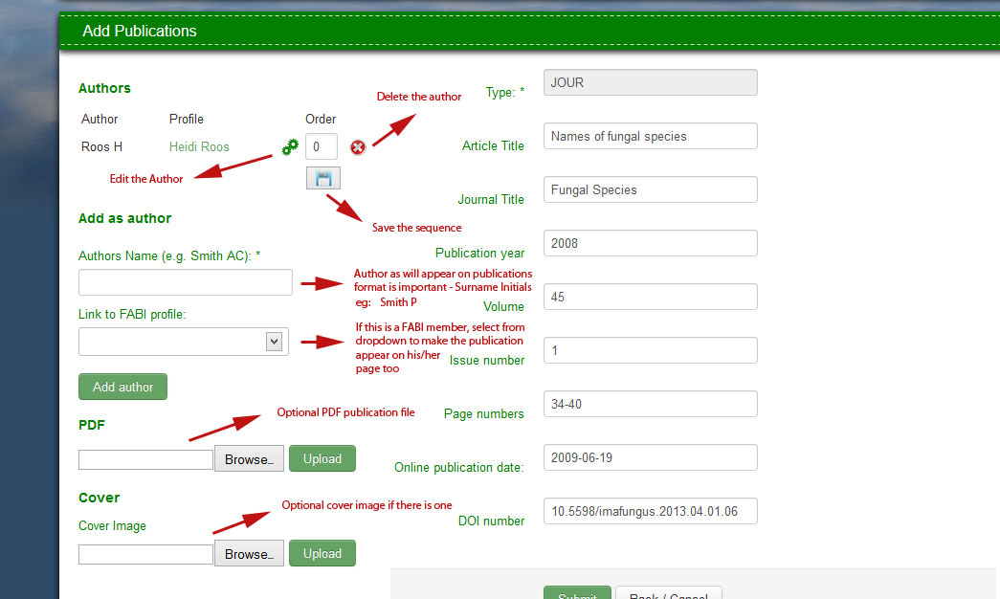 Add Publications
Authors
Author Profile Order
Roos H Heidi Roos 0
Delete the author
Edit the Author
Save the sequence
Add as author
Authors Name (e.g. Smith AC): *
Author as will appear on publications
format is important - Surname Initials
eg: Smith P
Link to FABI profile:
If this is a FABI member, select from
dropdown to make the publication
appear on his/her
page too
Add author
PDF
Optional PDF publication file
Browse... Upload
Cover
Optional cover image if there is one
Cover Image
Browse... Upload
Type: * JOUR
Article Title Names of fungal species
Journal Title Fungal Species
Publication year 2008
Volume 45
Issue number 1
Page numbers 34-40
Online publication date: 2009-06-19
DOI number 10.5598/imafungus.2013.04.01.06
Submit Back / Cancel